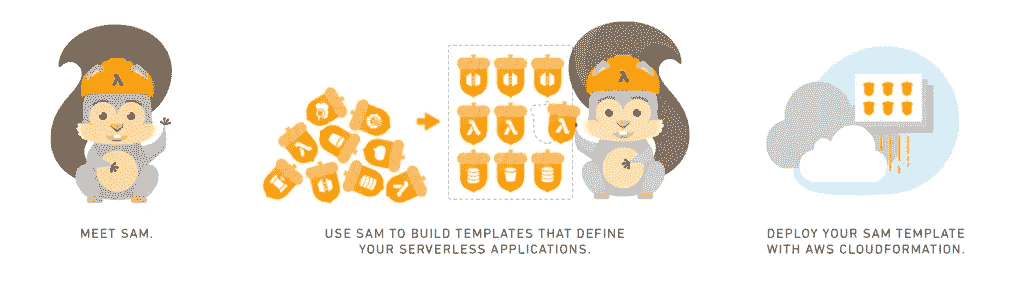 MEET SAM.
USE SAM TO BUILD TEMPLATES THAT DEFINE
YOUR SERVERLESS APPLICATIONS.
DEPLOY YOUR SAM TEMPLATE
WITH AWS CLOUDFORMATION.